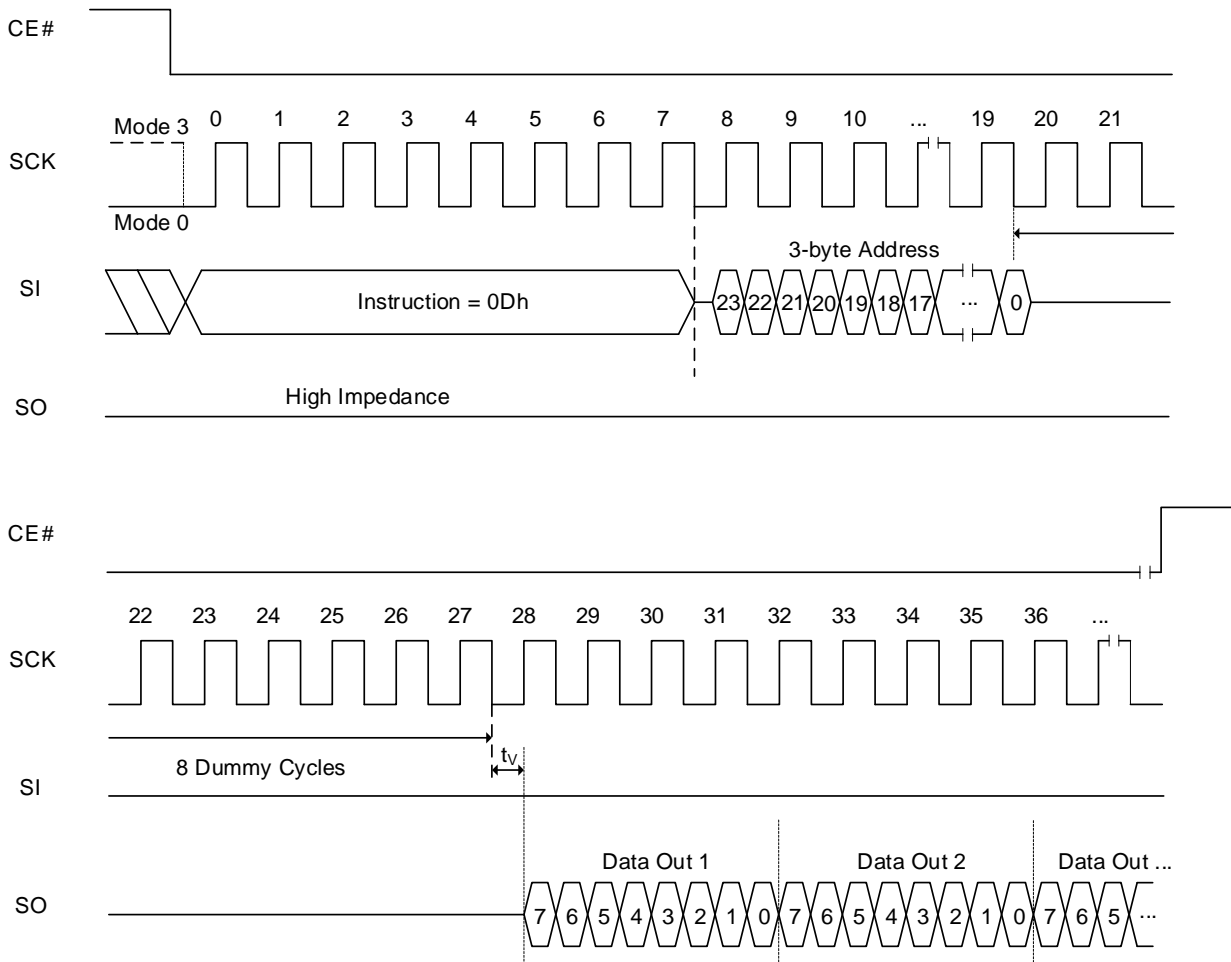 CE#
Mode 3 0 1 2 3 4 5 6 7 8 9 10 ... 19 20 21
SCK
Mode 0
3-byte Address
SI Instruction = 0Dh 23 22 21 20 19 18 17 ... 0
High Impedance
SO
CE#
22 23 24 25 26 27 28 29 30 31 32 33 34 35 36 ...
SCK
tV
8 Dummy Cycles
SI
Data Out 1 Data Out 2 Data Out ...
SO 7 6 5 4 3 2 1 0 7 6 5 4 3 2 1 0 7 6 5 ...